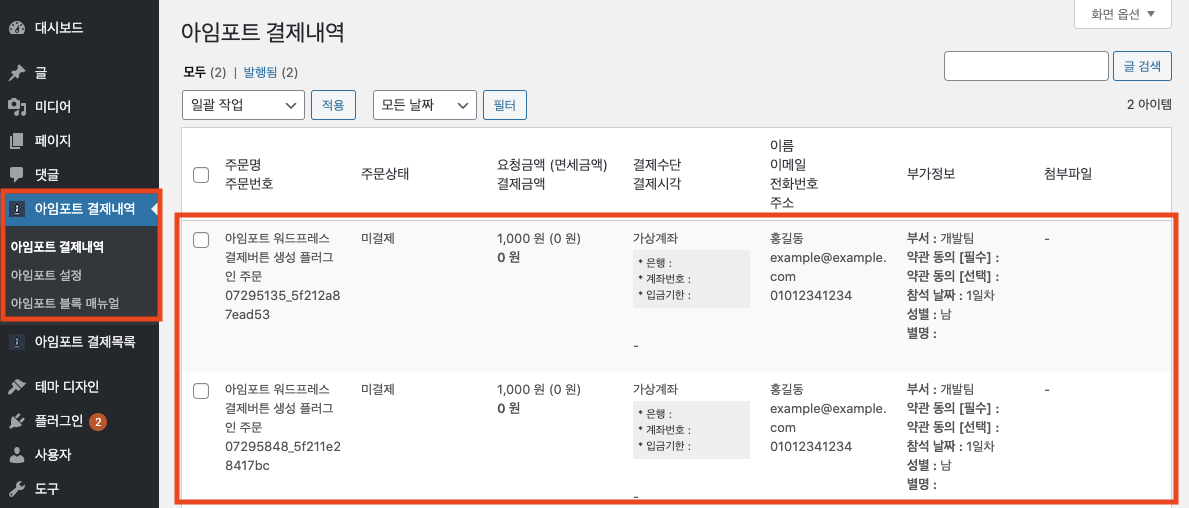 대시보드
글
미디어
페이지
댓글
아임포트 결제내역
아임포트 결제내역
아임포트 설정
아임포트 블록 매뉴얼
아임포트 결제목록
테마 디자인
플러그인 2
사용자
도구
화면 옵션 ▼
아임포트 결제내역
모두 (2) | 발행됨 (2)
글 검색
일괄 작업 적용 모든 날짜 필터
2 아이템
주문명
주문번호
주문상태
요청금액 (면세금액)
결제금액
결제수단
결제시각
이름
이메일
전화번호
주소
부가정보
첨부파일
아임포트 워드프레스
결제버튼 생성 플러그
인 주문
07295135_5f212a8
7ead53
미결제
1,000 원 (0 원)
0 원
가상계좌
* 은행 :
* 계좌번호 :
* 입금기한 :
-
홍길동
example@example.
com
01012341234
부서 : 개발팀
약관 동의 [필수] :
약관 동의 [선택] :
참석 날짜 : 1일차
성별 : 남
별명 :
-
아임포트 워드프레스
결제버튼 생성 플러그
인 주문
07295848_5f211e2
8417bc
미결제
1,000 원 (0 원)
0 원
가상계좌
* 은행 :
* 계좌번호 :
* 입금기한 :
-
홍길동
example@example.
com
01012341234
부서 : 개발팀
약관 동의 [필수] :
약관 동의 [선택] :
참석 날짜 : 1일차
성별 : 남
별명 :
-